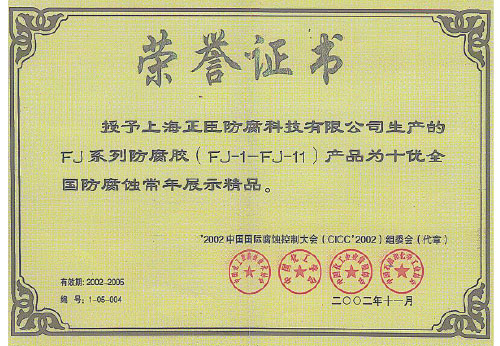 荣誉证书
授予上海正臣防腐科技有限公司生产的
FJ系列防腐胶（FJ-1-FJ-11）产品为十优全
国防腐蚀常年展示精品。
"2002中国国际腐蚀控制大会（CICC'2002）组委会（代章）
有效期：2002-2005
编 号：1-05-004
二〇〇二年十一月